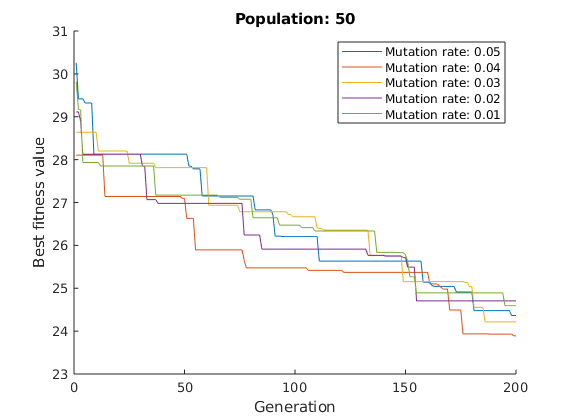 Population: 50
31
30
29
28
27
26
25
24
23
Best fitness value
Mutation rate: 0.05
Mutation rate: 0.04
Mutation rate: 0.03
Mutation rate: 0.02
Mutation rate: 0.01
0
50
100
150
200
Generation